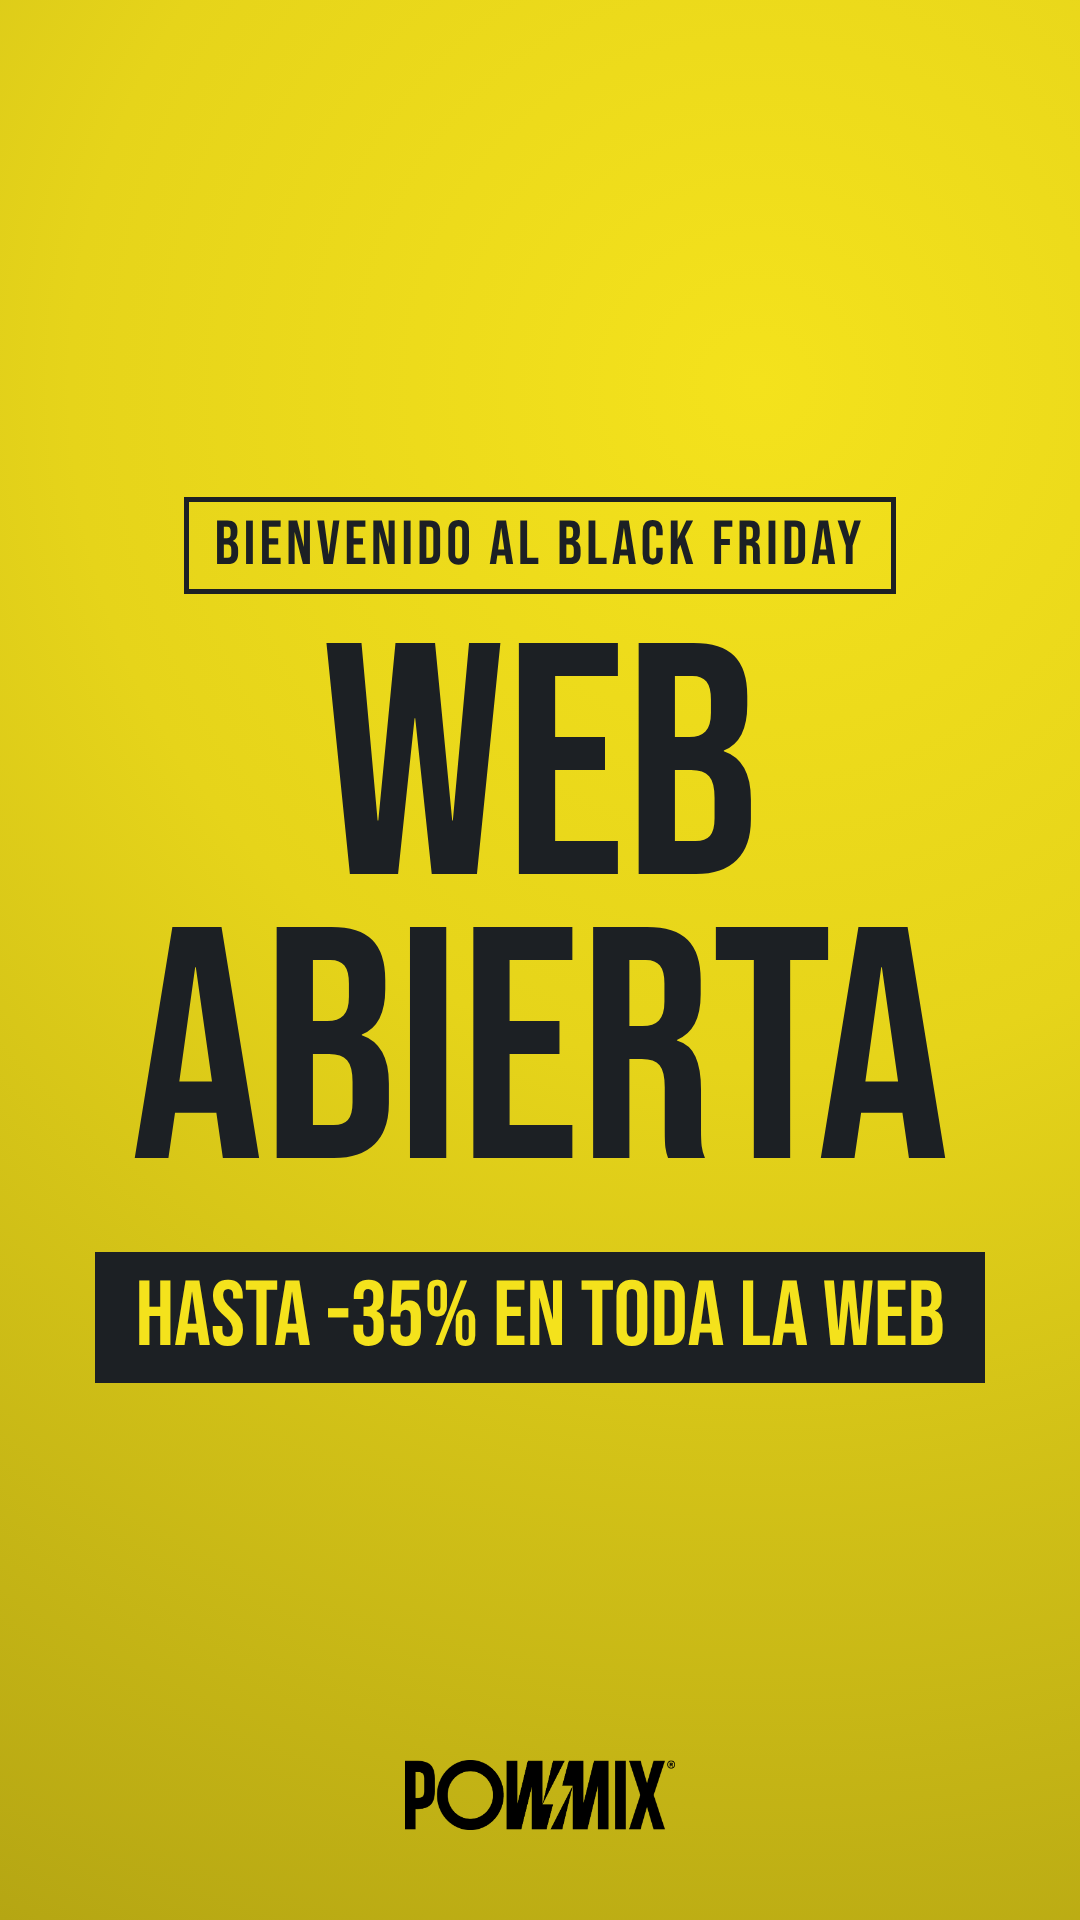 BIENVENIDO AL BLACK FRIDAY
WEB
ABIERTA
HASTA -35% EN TODA LA WEB
POWMIX®